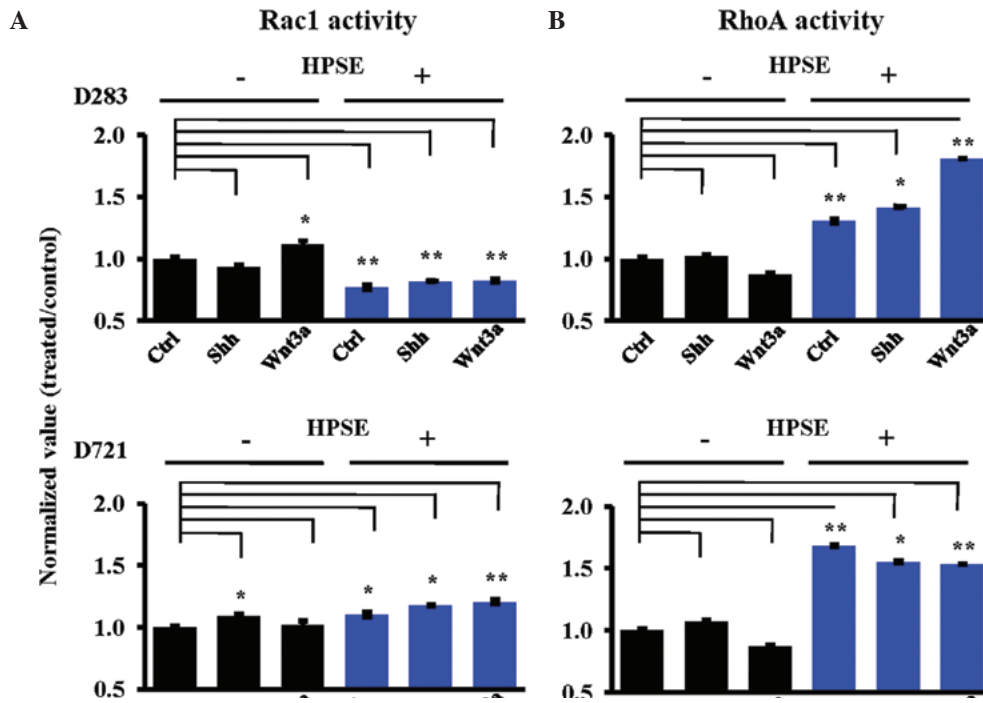 A Rac1 activity B RhoA activity
HPSE
- +
D283
2.0
** ** **
*
1.5
1.0
0.5
Ctrl Shh Wnt3a Ctrl Shh Wnt3a
HPSE
- +
2.0
** * **
1.5
1.0
0.5
Ctrl Shh Wnt3a Ctrl Shh Wnt3a
Normalized value (treated/control)
HPSE
- +
D721
2.0
* * * **
1.5
1.0
0.5
HPSE
- +
2.0
** * **
1.5
1.0
0.5